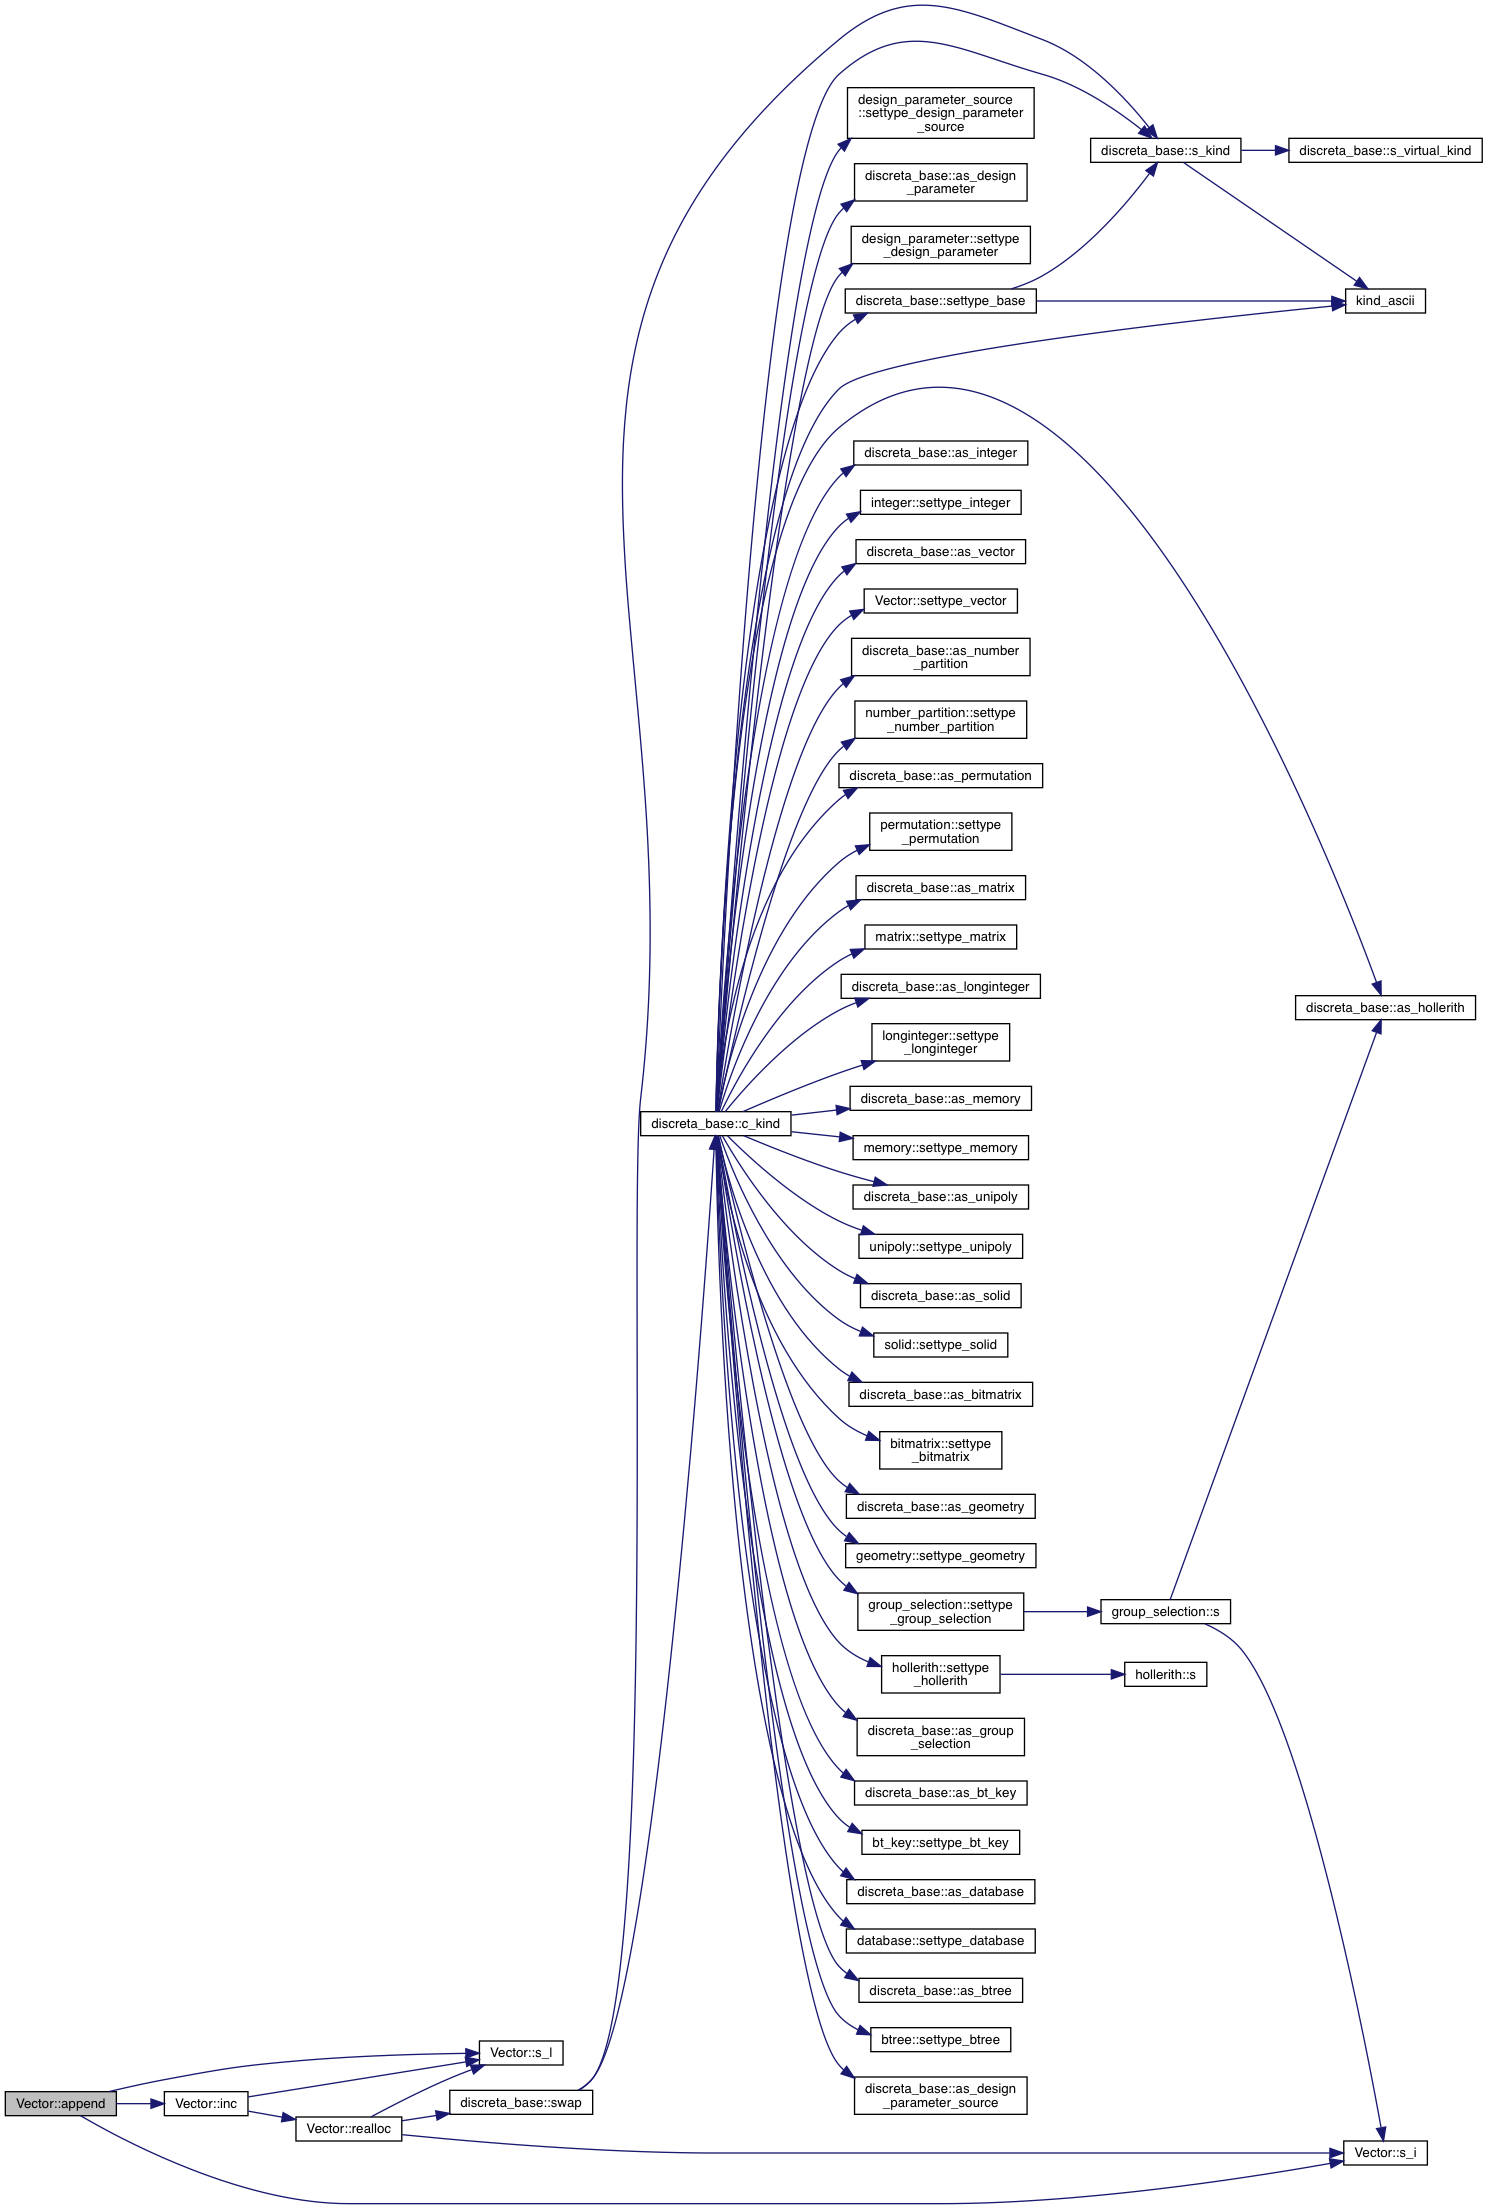 design_parameter_source
::settype_design_parameter
_source
discreta_base::s_kind
discreta_base::s_virtual_kind
discreta_base::as_design
_parameter
design_parameter::settype
_design_parameter
discreta_base::settype_base
kind_ascii
discreta_base::as_integer
integer::settype_integer
discreta_base::as_vector
Vector::settype_vector
discreta_base::as_number
_partition
number_partition::settype
_number_partition
discreta_base::as_permutation
permutation::settype
_permutation
discreta_base::as_matrix
matrix::settype_matrix
discreta_base::as_longinteger
discreta_base::as_hollerith
longinteger::settype
_longinteger
discreta_base::as_memory
discreta_base::c_kind
memory::settype_memory
discreta_base::as_unipoly
unipoly::settype_unipoly
discreta_base::as_solid
solid::settype_solid
discreta_base::as_bitmatrix
bitmatrix::settype
_bitmatrix
discreta_base::as_geometry
geometry::settype_geometry
group_selection::settype
_group_selection
group_selection::s
hollerith::settype
_hollerith
hollerith::s
discreta_base::as_group
_selection
discreta_base::as_bt_key
bt_key::settype_bt_key
discreta_base::as_database
database::settype_database
discreta_base::as_btree
btree::settype_btree
Vector::s_l
discreta_base::as_design
_parameter_source
Vector::append
Vector::inc
discreta_base::swap
Vector::realloc
Vector::s_i